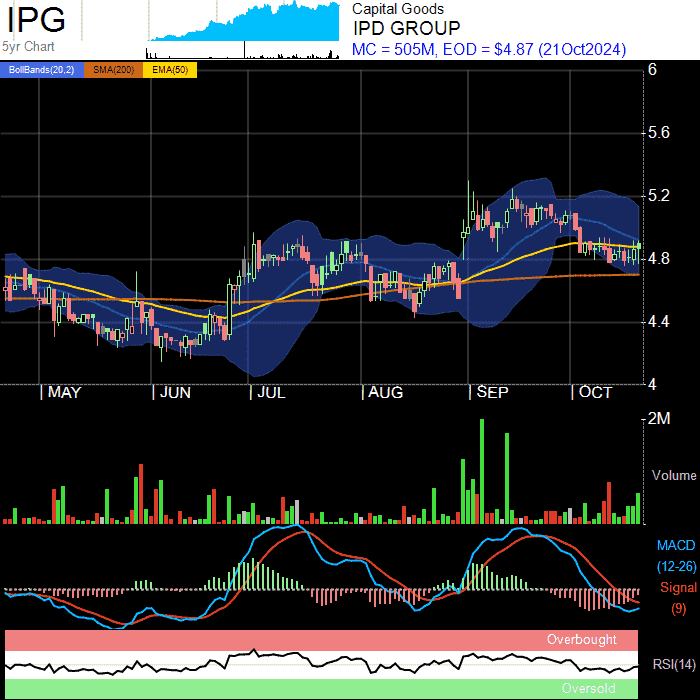 IPG
5yr Chart
Capital Goods
IPD GROUP
MC = 505M, EOD = $4.87 (21Oct2024)
BollBands(20,2) SMA(200) EMA(50)
6
5.6
5.2
4.8
4.4
4
MAY JUN JUL AUG SEP OCT
2M
Volume
MACD
(12-26)
Signal
(9)
Overbought
RSI(14)
Oversold